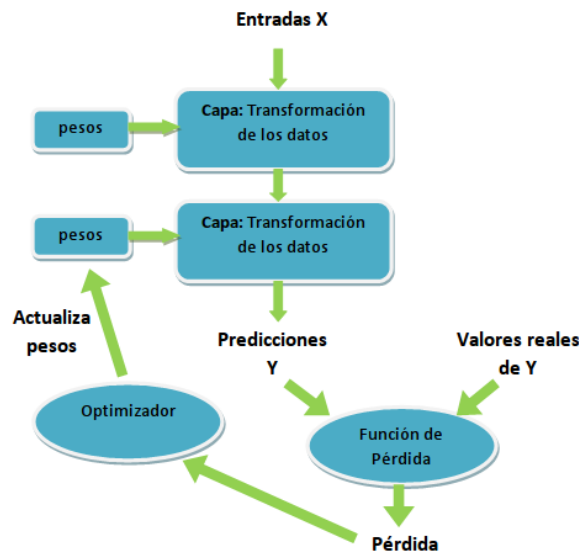 Entradas X
pesos
Capa: Transformación
de los datos
pesos
Capa: Transformación
de los datos
Actualiza
pesos
Predicciones
Y
Valores reales
de Y
Optimizador
Función de
Pérdida
Pérdida